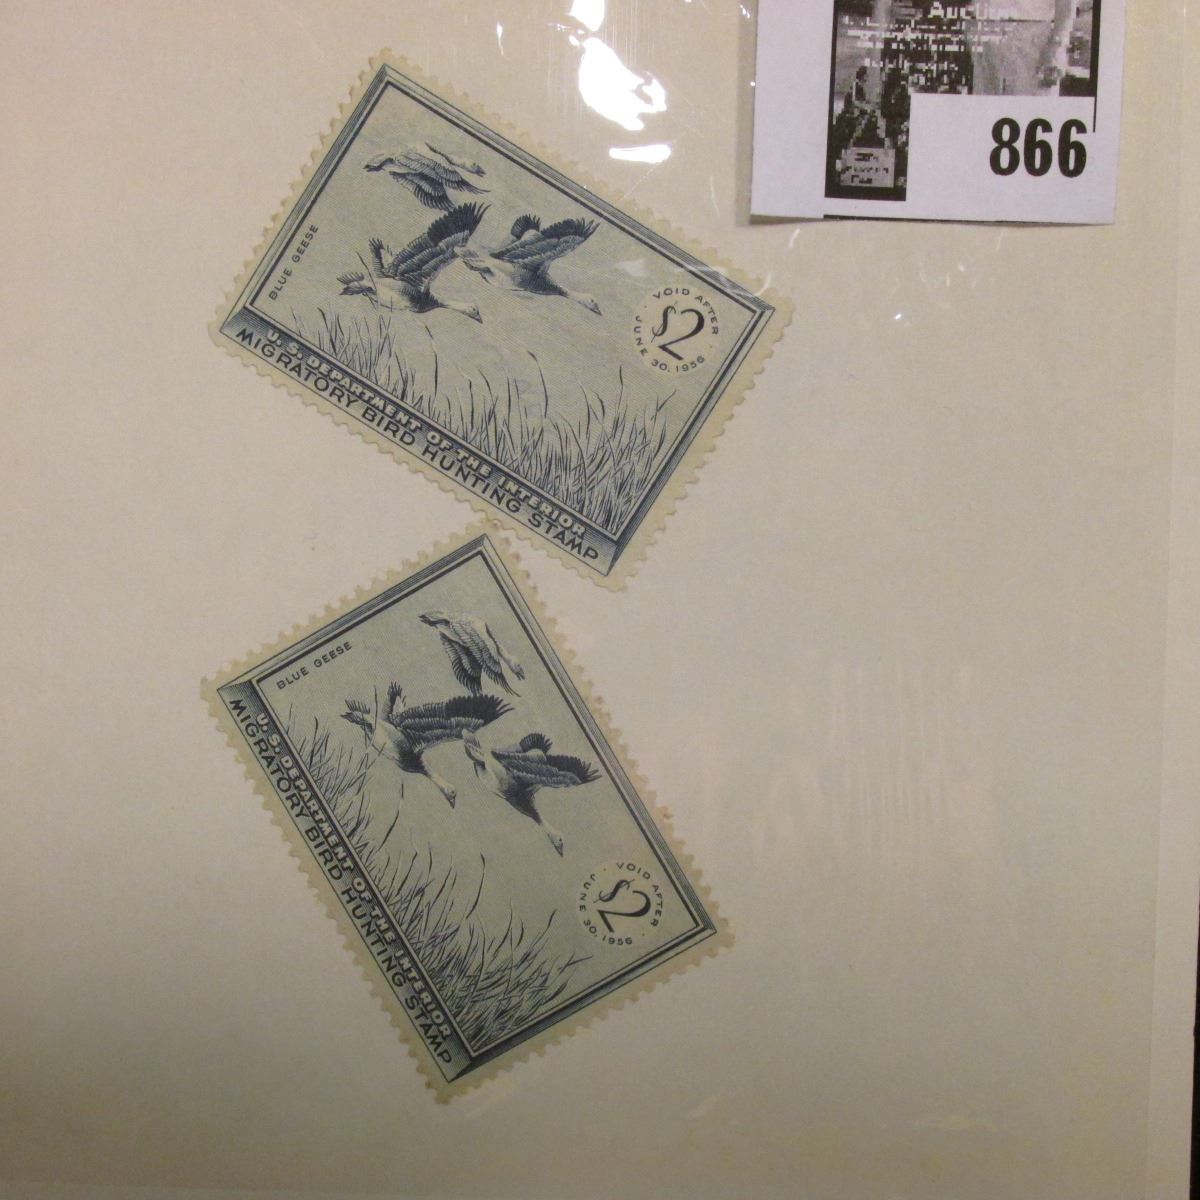 AUCTION
866
BLUE GEESE
VOID AFTER
$2
JUNE 30, 1956
U.S. DEPARTMENT OF THE INTERIOR
MIGRATORY BIRD HUNTING STAMP
BLUE GEESE
VOID AFTER
$2
JUNE 30, 1956
U.S. DEPARTMENT OF THE INTERIOR
MIGRATORY BIRD HUNTING STAMP